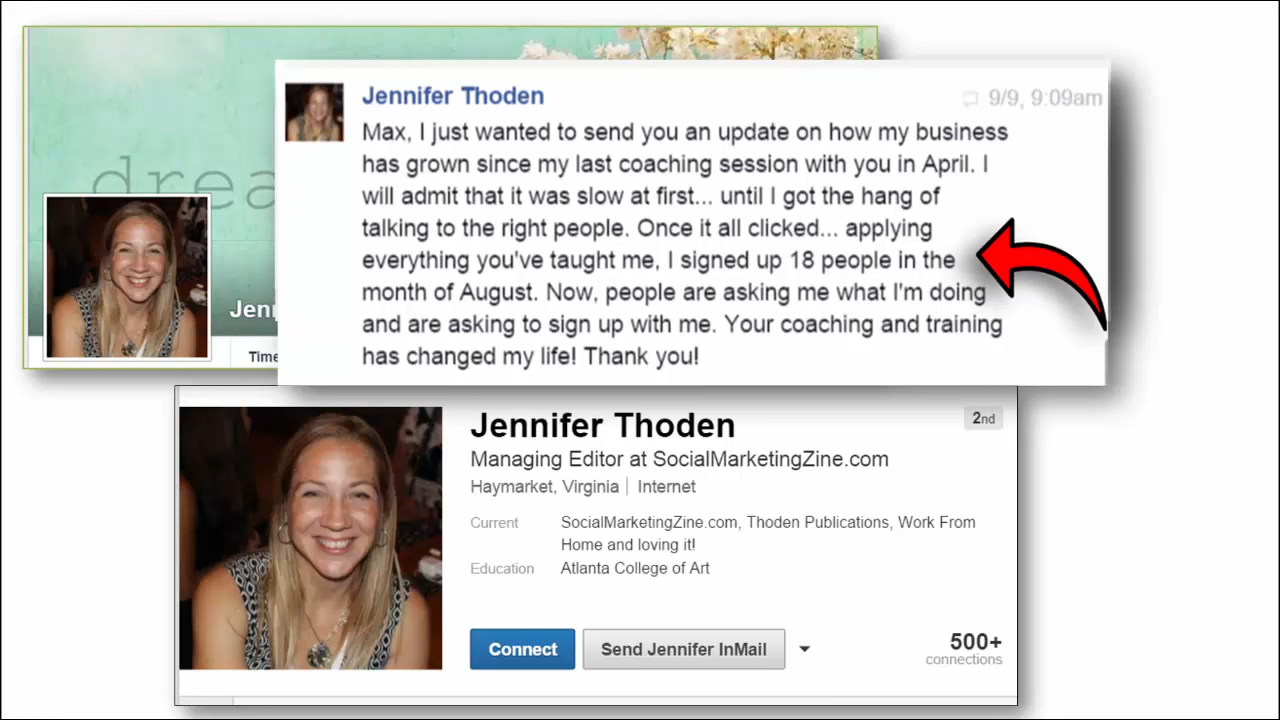 drea
Jen
Time
Jennifer Thoden
9/9, 9:09am
Max, I just wanted to send you an update on how my business
has grown since my last coaching session with you in April. I
will admit that it was slow at first... until I got the hang of
talking to the right people. Once it all clicked... applying
everything you've taught me, I signed up 18 people in the
month of August. Now, people are asking me what I'm doing
and are asking to sign up with me. Your coaching and training
has changed my life! Thank you!
Jennifer Thoden
2nd
Managing Editor at SocialMarketingZine.com
Haymarket, Virginia | Internet
Current SocialMarketingZine.com, Thoden Publications, Work From
Home and loving it!
Education Atlanta College of Art
Connect
Send Jennifer InMail
500+
connections